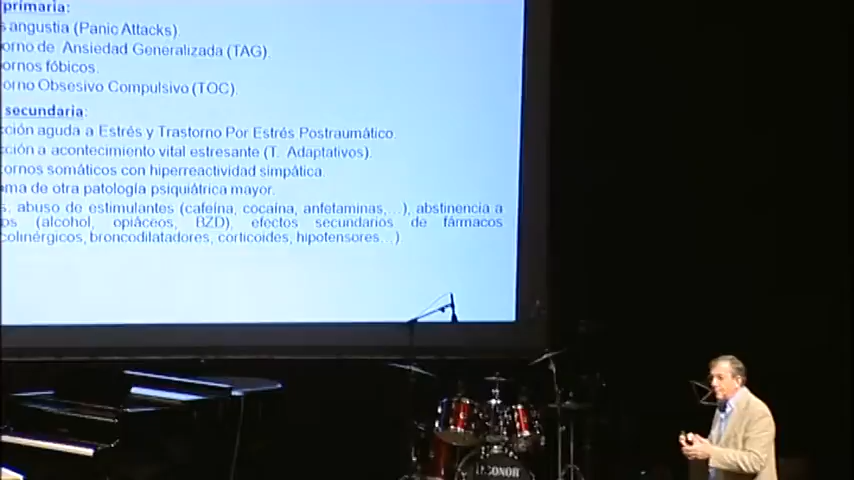 primaria:
s angustia (Panic Attacks).
orno de Ansiedad Generalizada (TAG).
ornos fóbicos.
orno Obsesivo Compulsivo (TOC).
secundaria:
cción aguda a Estrés y Trastorno Por Estrés Postraumático.
cción a acontecimiento vital estresante (T. Adaptativos).
ornos somáticos con hiperreactividad simpática.
ma de otra patología psiquiátrica mayor.
s, abuso de estimulantes (cafeína, cocaína, anfetaminas,...), abstinencia a
os (alcohol, opiáceos, BZD), efectos secundarios de fármacos
colinérgicos, broncodilatadores, corticoides, hipotensores...)